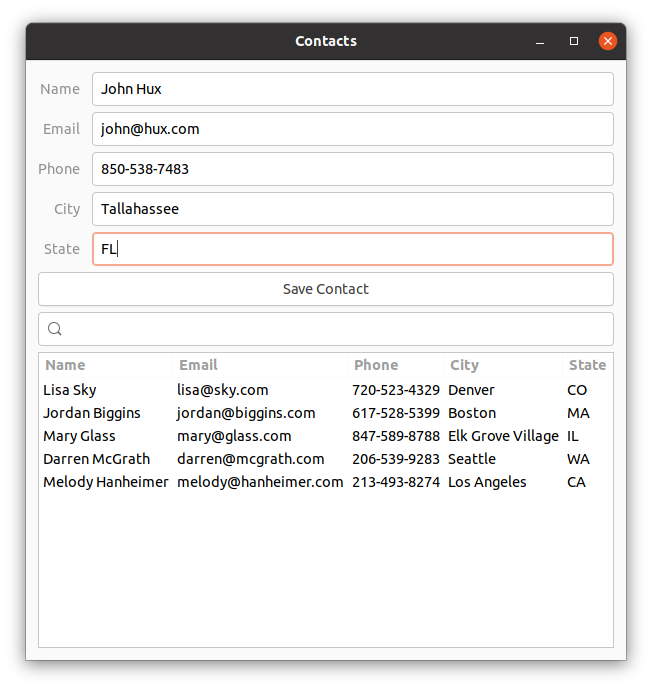 Contacts
Name John Hux
Email john@hux.com
Phone 850-538-7483
City Tallahassee
State FL
Save Contact
Name Email Phone City State
Lisa Sky lisa@sky.com 720-523-4329 Denver CO
Jordan Biggins jordan@biggins.com 617-528-5399 Boston MA
Mary Glass mary@glass.com 847-589-8788 Elk Grove Village IL
Darren McGrath darren@mcgrath.com 206-539-9283 Seattle WA
Melody Hanheimer melody@hanheimer.com 213-493-8274 Los Angeles CA